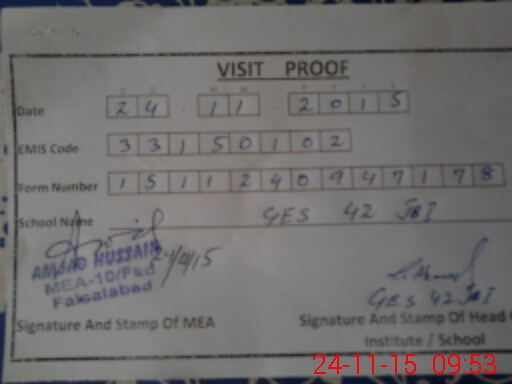 VISIT PROOF
D D M M Y Y Y Y
Date 24 · 11 · 2015
EMIS Code 33150102
Form Number 1511240947178
School Name GES 42 JBI
AMJAD HUSSAIN 24/11/15
MEA-10/Fsd
Faisalabad
GES 42 JBI
Signature And Stamp Of MEA
Signature And Stamp Of Head
Institute / School
24-11-15 09:53